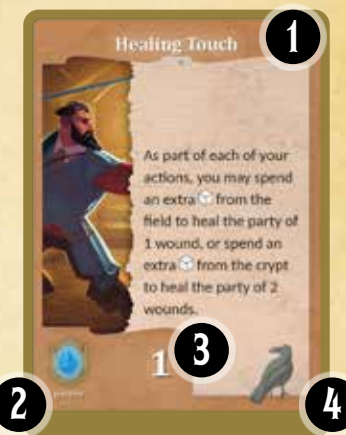 Healing Touch
1
As part of each of your
actions, you may spend
an extra from the
field to heal the party of
1 wound, or spend an
extra from the crypt
to heal the party of 2
wounds.
1
3
2
4